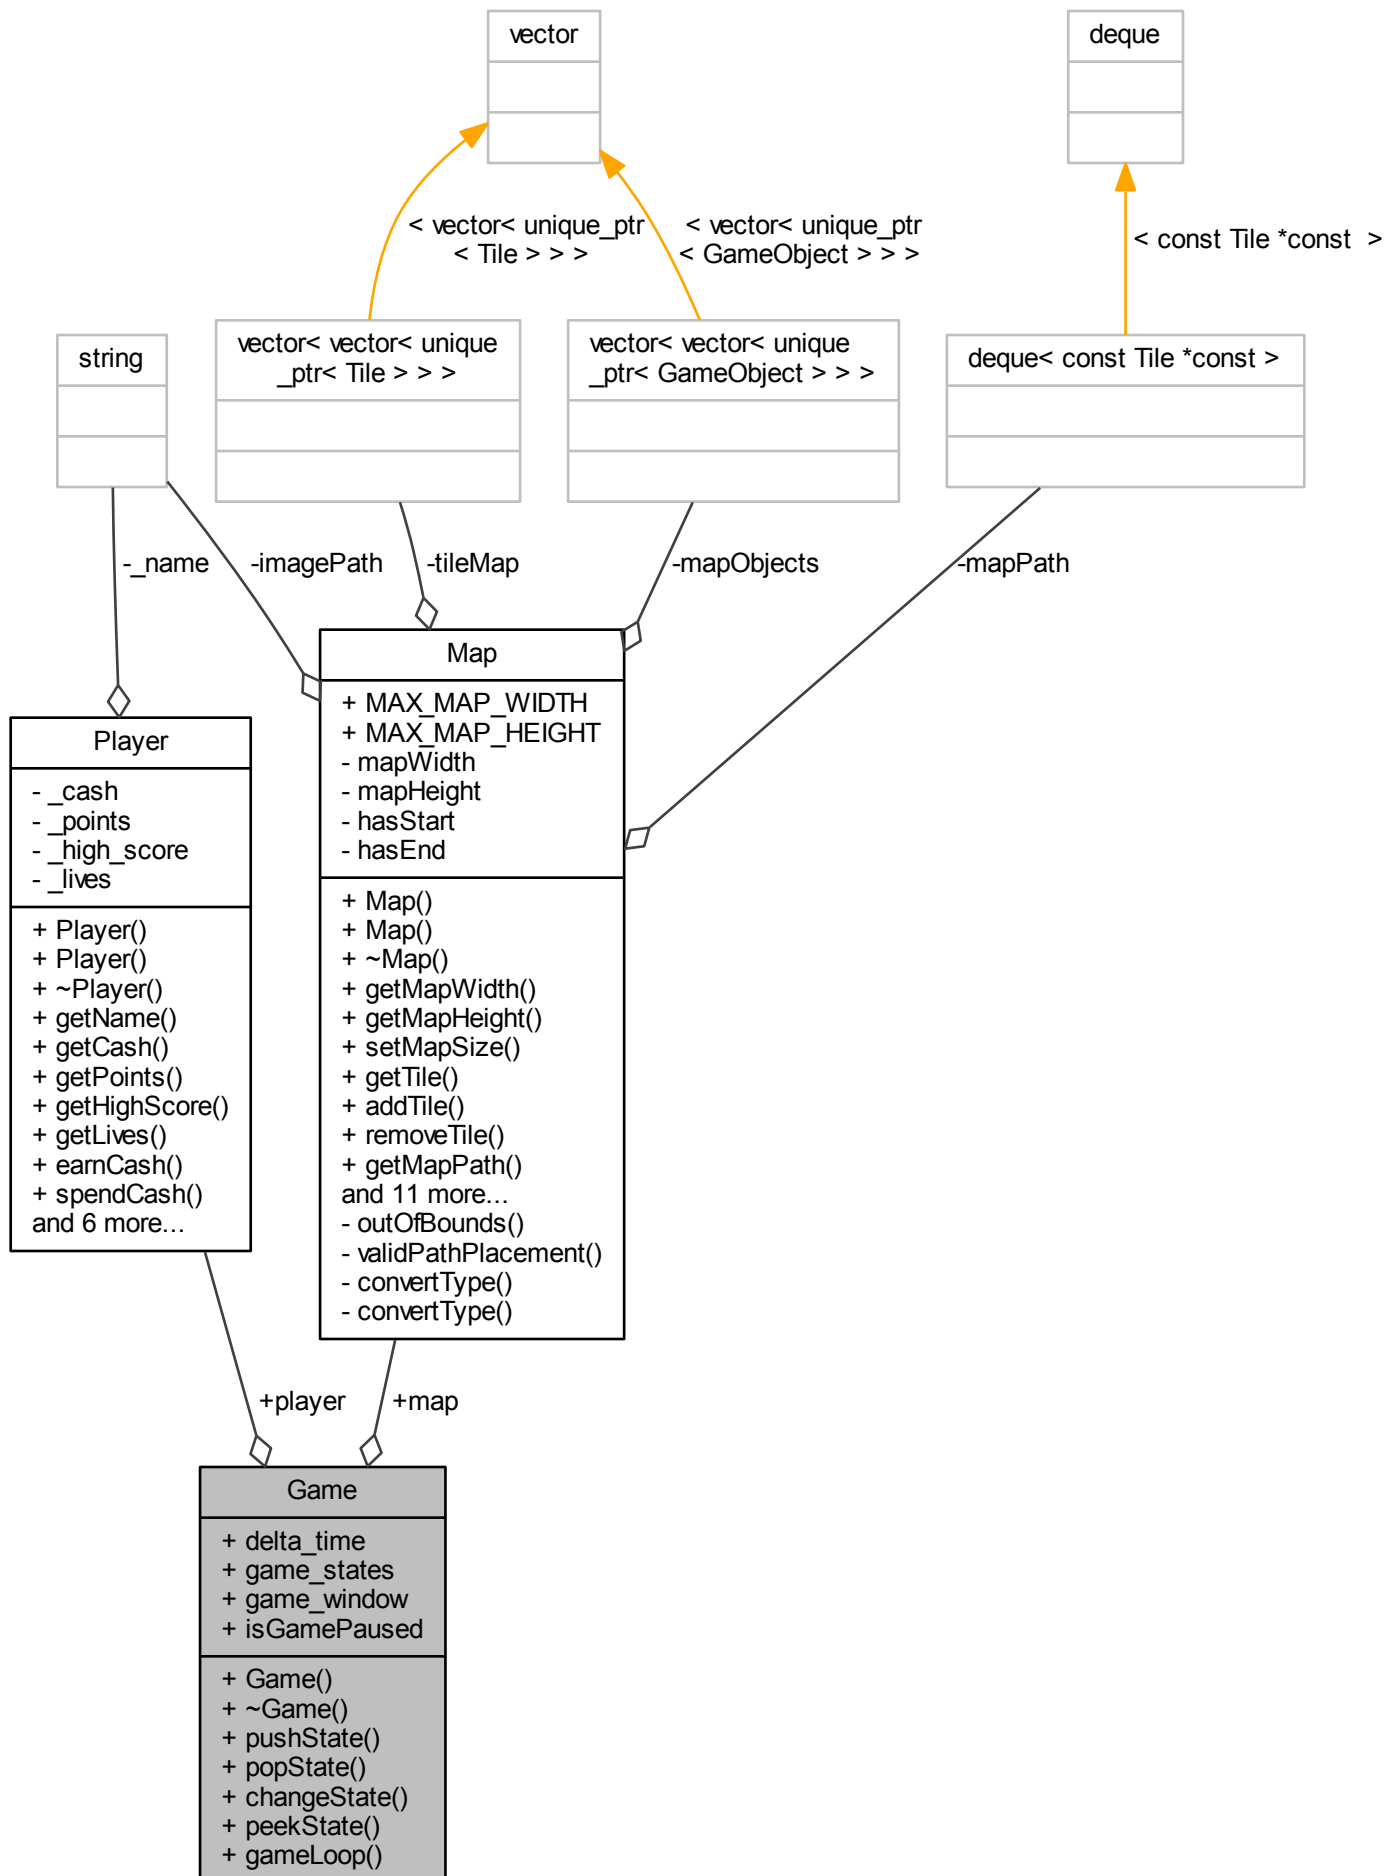 vector
deque
< vector< unique_ptr
< Tile > > >
< vector< unique_ptr
< GameObject > > >
< const Tile *const  >
string
vector< vector< unique
_ptr< Tile > > >
vector< vector< unique
_ptr< GameObject > > >
deque< const Tile *const >
-_name
-imagePath
-tileMap
-mapObjects
-mapPath
Map
+ MAX_MAP_WIDTH
+ MAX_MAP_HEIGHT
- mapWidth
- mapHeight
- hasStart
- hasEnd
+ Map()
+ Map()
+ ~Map()
+ getMapWidth()
+ getMapHeight()
+ setMapSize()
+ getTile()
+ addTile()
+ removeTile()
+ getMapPath()
and 11 more...
- outOfBounds()
- validPathPlacement()
- convertType()
- convertType()
Player
- _cash
- _points
- _high_score
- _lives
+ Player()
+ Player()
+ ~Player()
+ getName()
+ getCash()
+ getPoints()
+ getHighScore()
+ getLives()
+ earnCash()
+ spendCash()
and 6 more...
+player
+map
Game
+ delta_time
+ game_states
+ game_window
+ isGamePaused
+ Game()
+ ~Game()
+ pushState()
+ popState()
+ changeState()
+ peekState()
+ gameLoop()